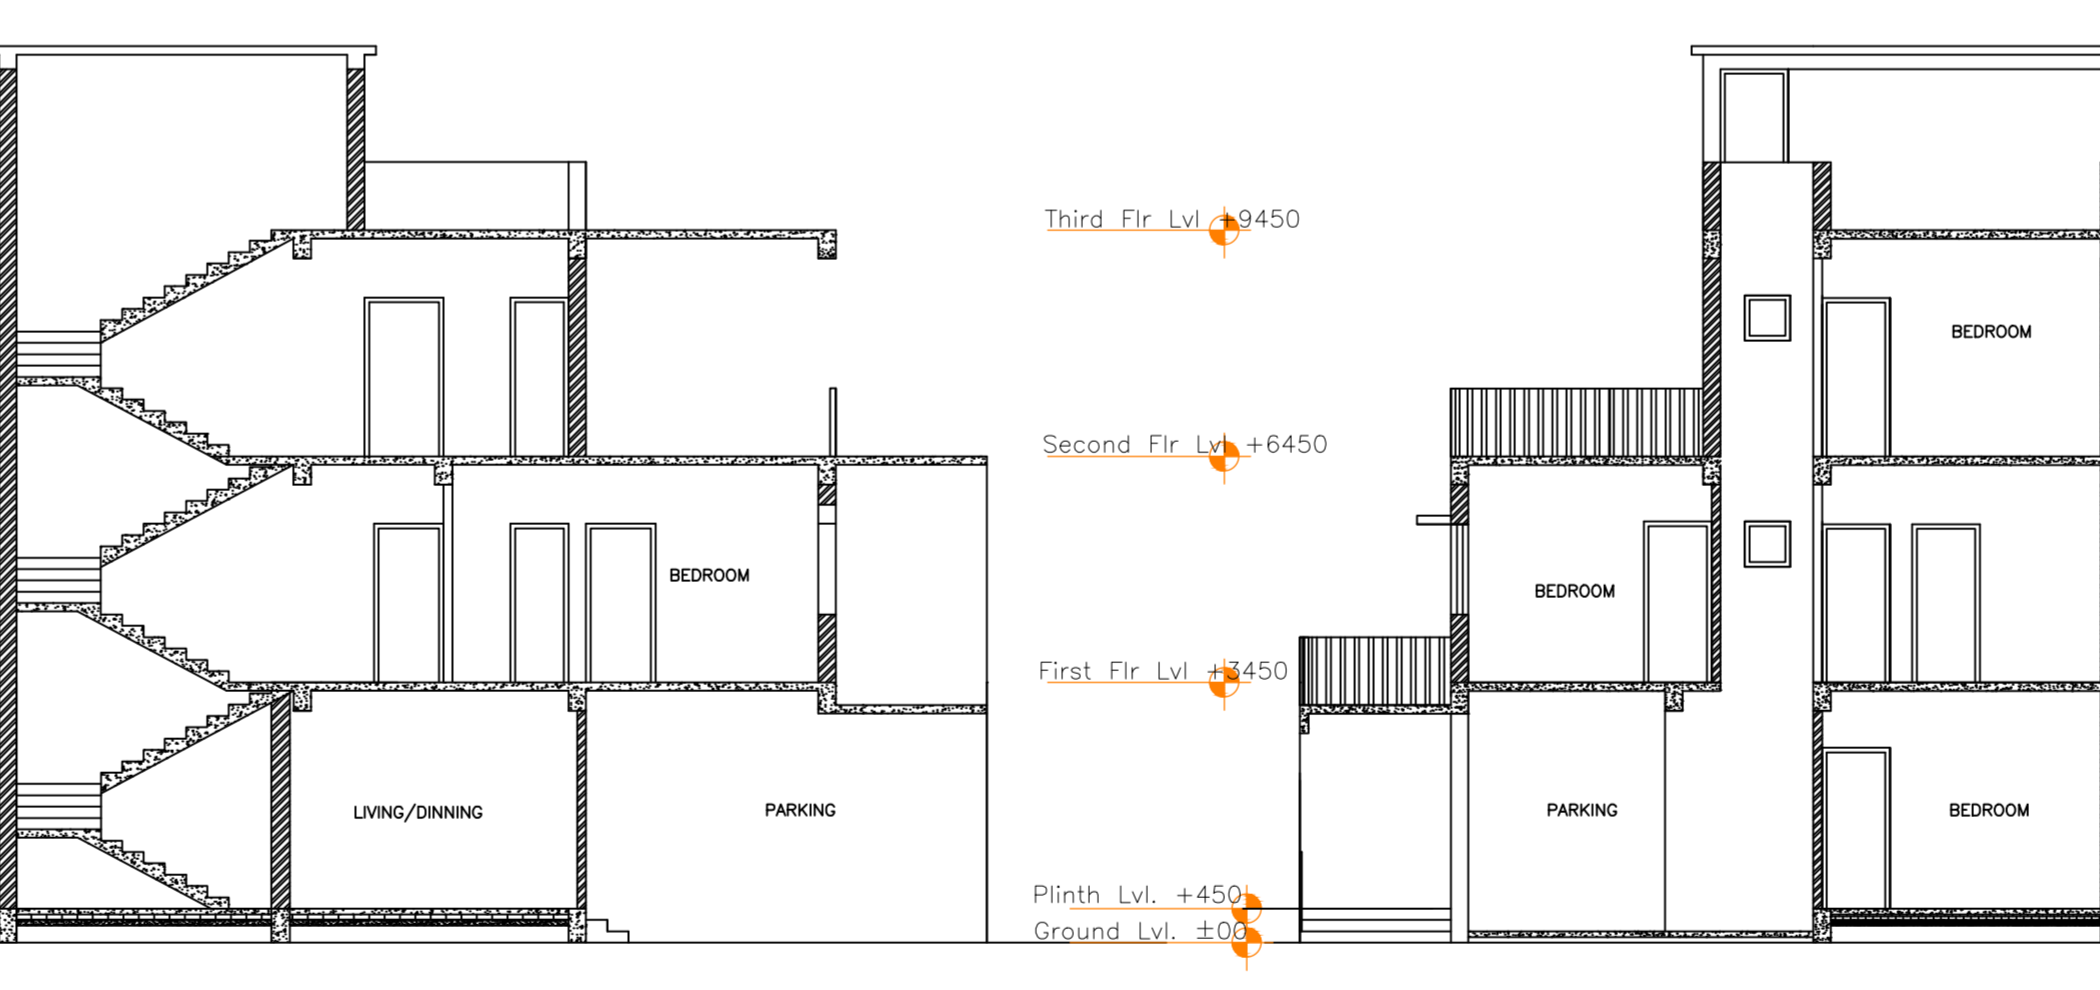 Third Flr Lvl +9450
BEDROOM
Second Flr Lvl +6450
BEDROOM
BEDROOM
First Flr Lvl +3450
LIVING/DINNING
PARKING
PARKING
BEDROOM
Plinth Lvl. +450
Ground Lvl. ±00